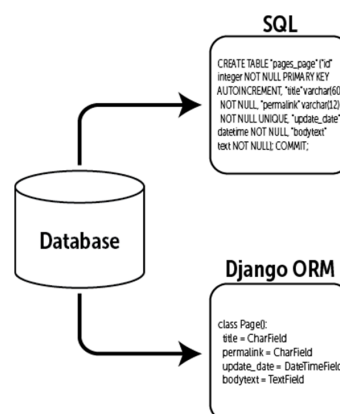 SQL
CREATE TABLE "pages_page" ("id"
integer NOT NULL PRIMARY KEY
AUTOINCREMENT, "title" varchar(60)
NOT NULL, "permalink" varchar(12)
NOT NULL UNIQUE, "update_date"
datetime NOT NULL, "bodytext"
text NOT NULL); COMMIT;
Database
Django ORM
class Page():
title = CharField
permalink = CharField
update_date = DateTimeField
bodytext = TextField